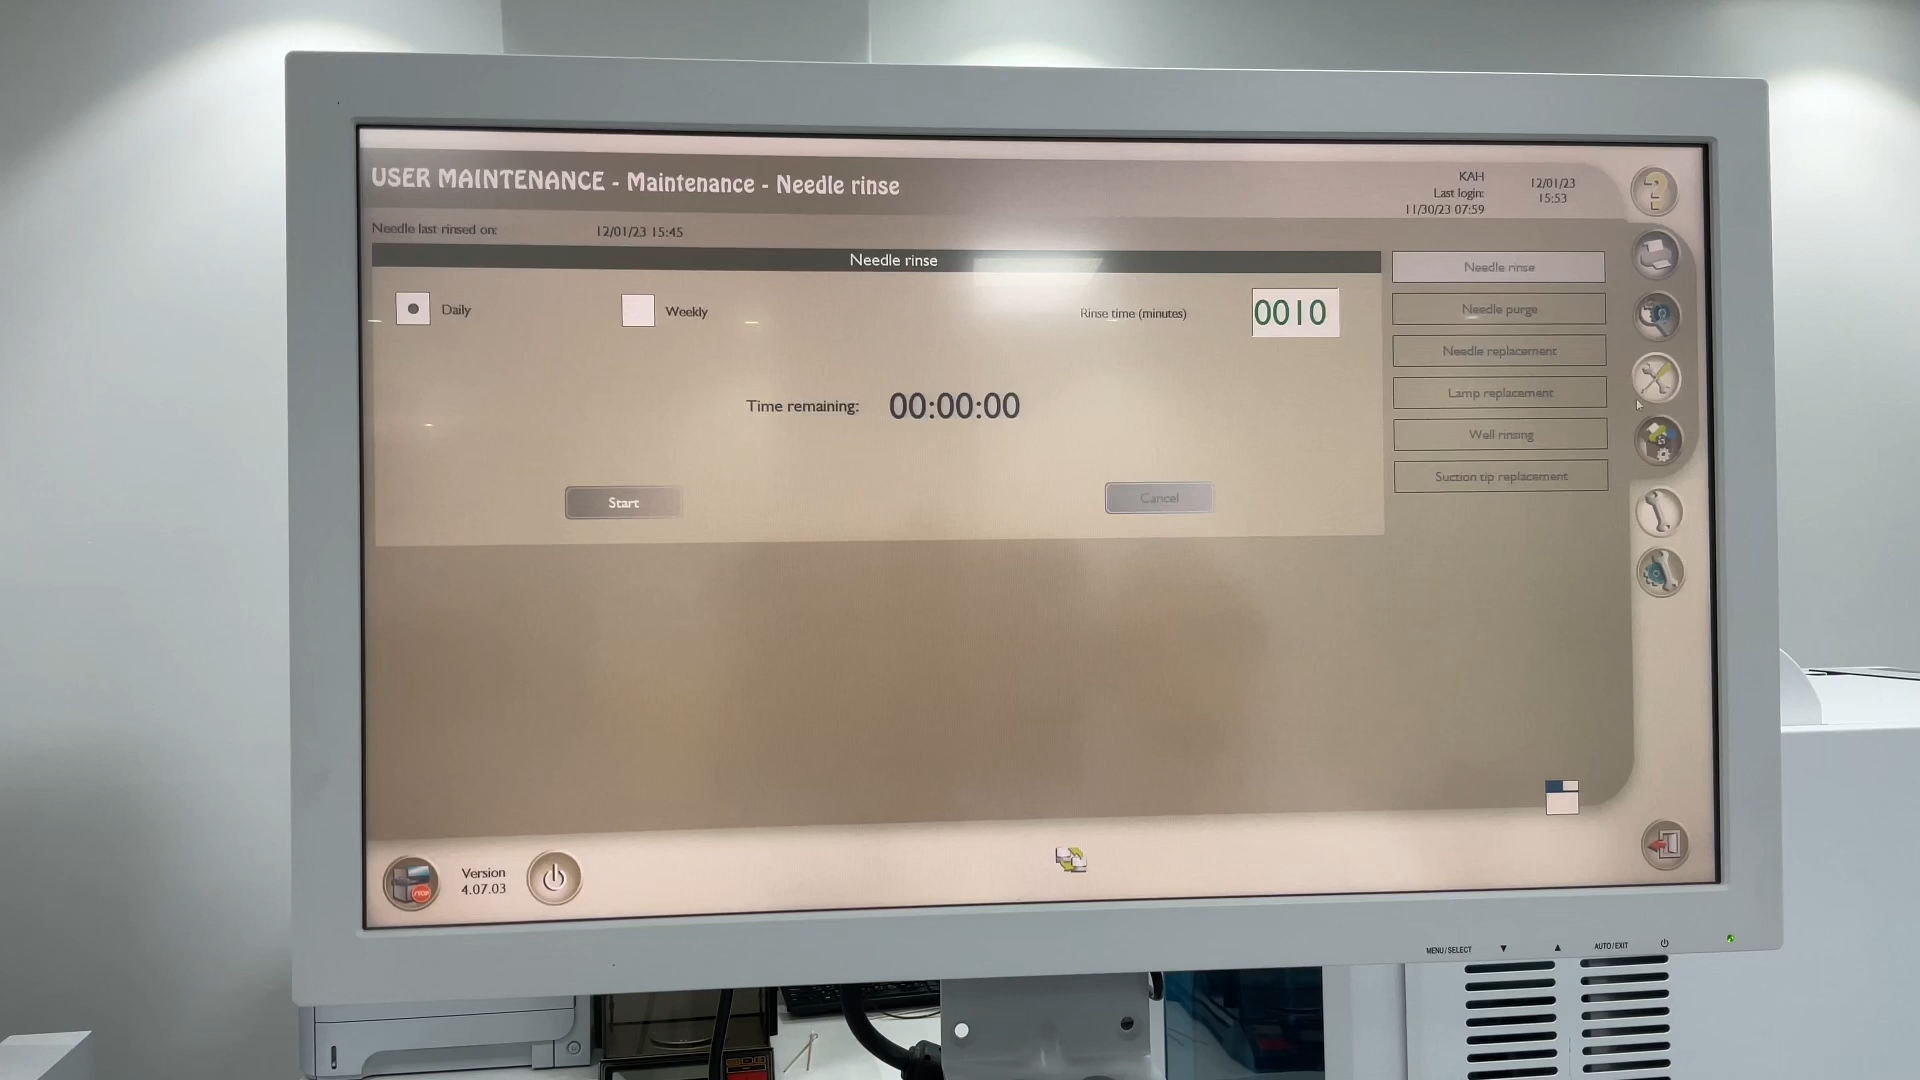 USER MAINTENANCE - Maintenance - Needle rinse
KAH
Last login:
11/30/23 07:59
12/01/23
15:53
Needle last rinsed on: 12/01/23 15:45
Needle rinse
Daily
Weekly
Rinse time (minutes)
0010
Time remaining: 00:00:00
Start
Cancel
Needle rinse
Needle purge
Needle replacement
Lamp replacement
Well rinsing
Suction tip replacement
?
STOP
Version
4.07.03
MENU/SELECT ▼ ▲ AUTO/EXIT